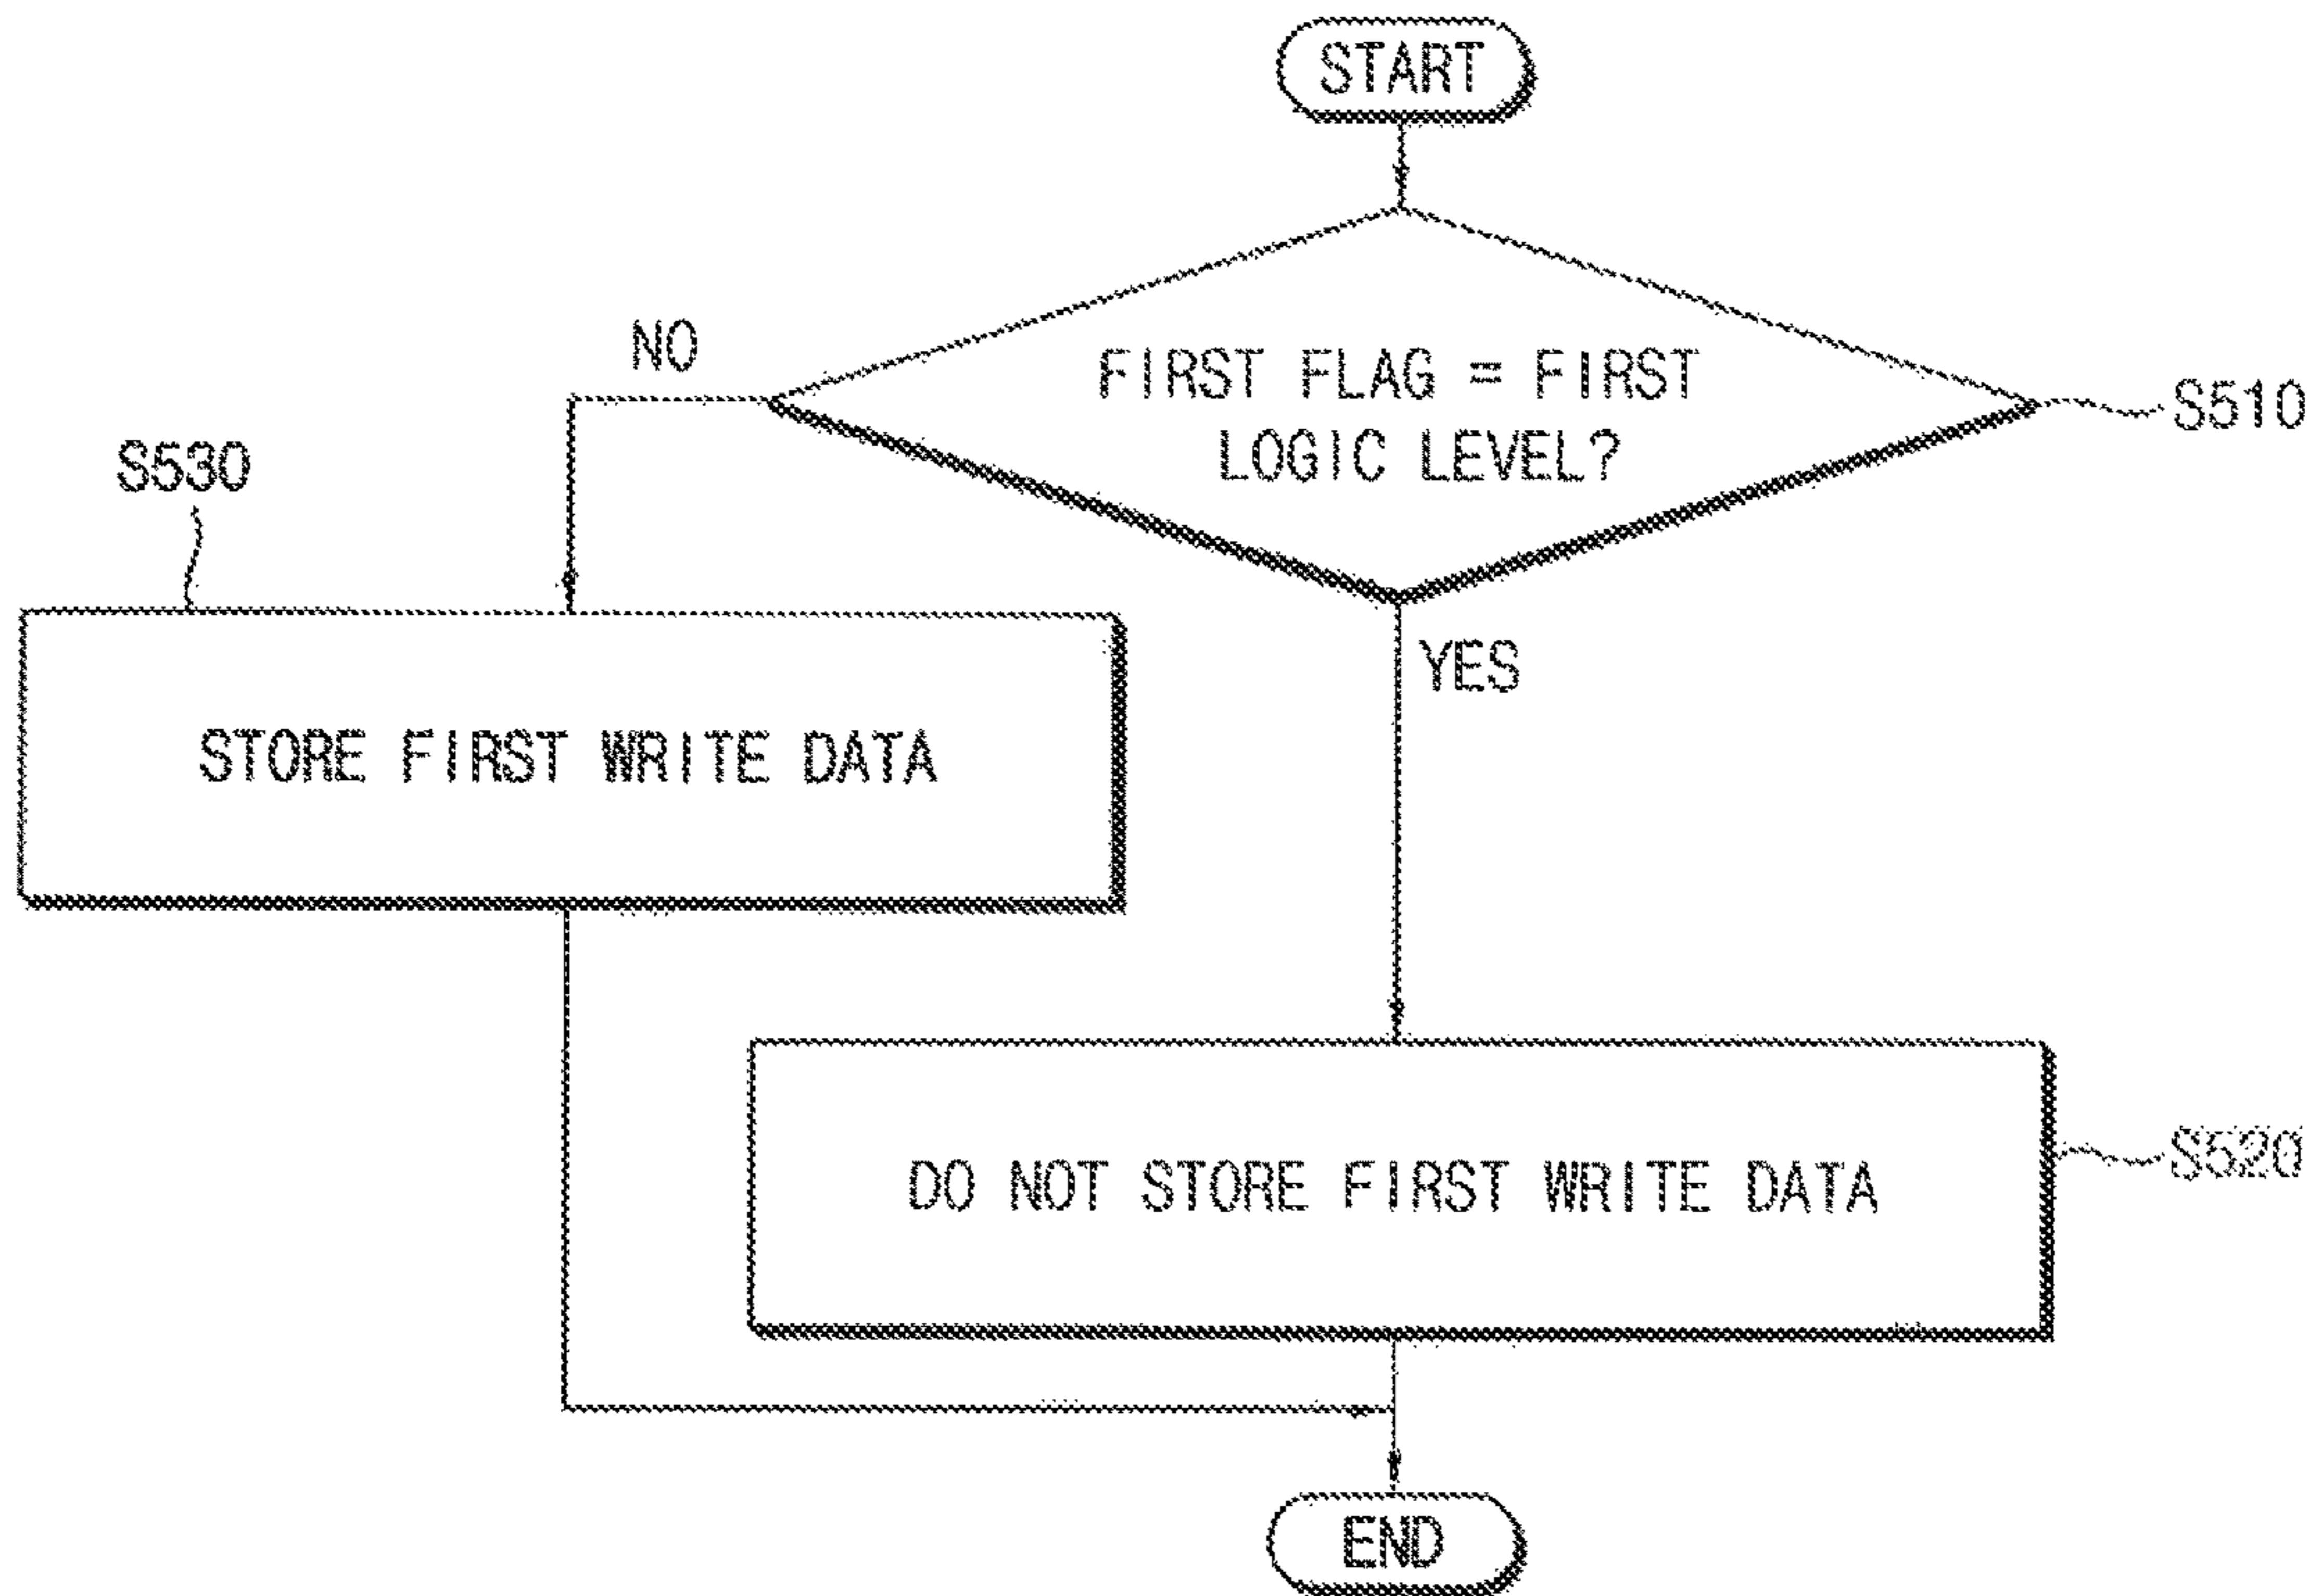 START
NO
FIRST FLAG = FIRST
LOGIC LEVEL?
S510
S530
YES
STORE FIRST WRITE DATA
DO NOT STORE FIRST WRITE DATA
S520
END